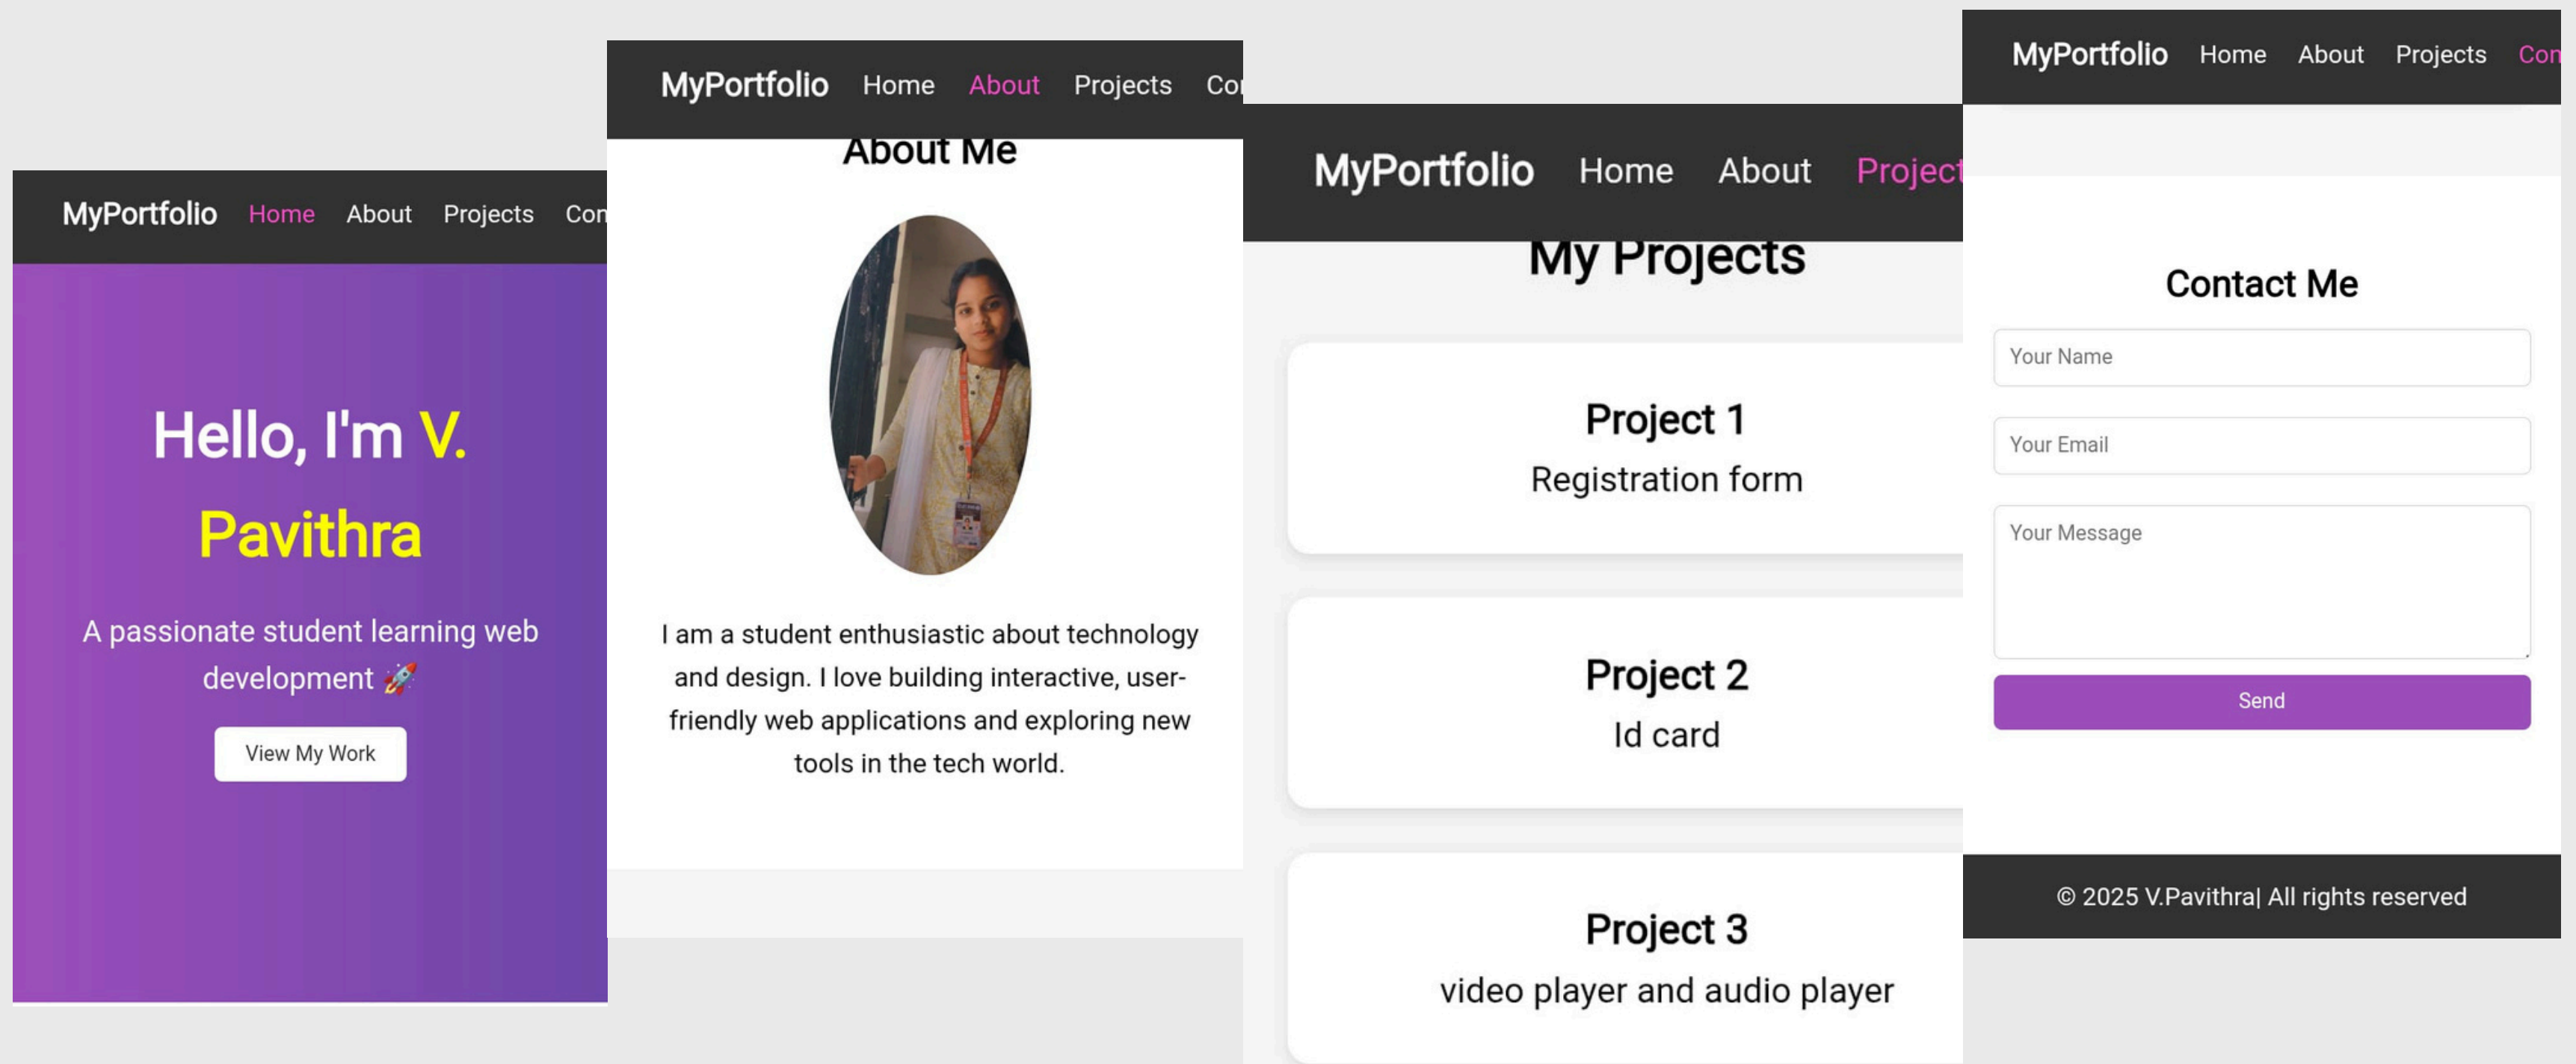 MyPortfolio Home About Projects Con
Hello, I'm V.
Pavithra
A passionate student learning web
development 🚀
View My Work
MyPortfolio Home About Projects Co
About Me
I am a student enthusiastic about technology
and design. I love building interactive, user-
friendly web applications and exploring new
tools in the tech world.
MyPortfolio Home About Project
My Projects
Project 1
Registration form
Project 2
Id card
Project 3
video player and audio player
MyPortfolio Home About Projects Con
Contact Me
Your Name
Your Email
Your Message
Send
© 2025 V.Pavithra| All rights reserved